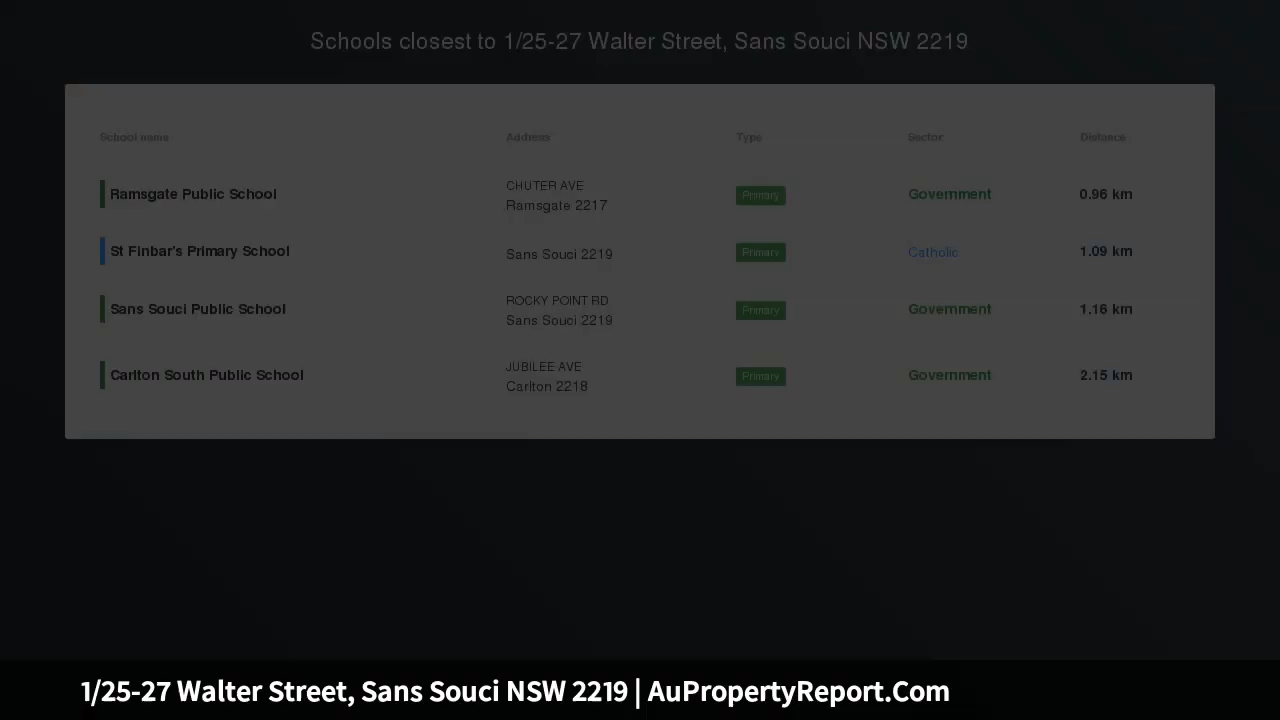 Schools closest to 1/25-27 Walter Street, Sans Souci NSW 2219
School name Address Type Sector Distance
Ramsgate Public School CHUTER AVE Primary Government 0.96 km
Ramsgate 2217
St Finbar's Primary School Sans Souci 2219 Primary Catholic 1.09 km
Sans Souci Public School ROCKY POINT RD Primary Government 1.16 km
Sans Souci 2219
Carlton South Public School JUBILEE AVE Primary Government 2.15 km
Carlton 2218
1/25-27 Walter Street, Sans Souci NSW 2219 | AuPropertyReport.Com